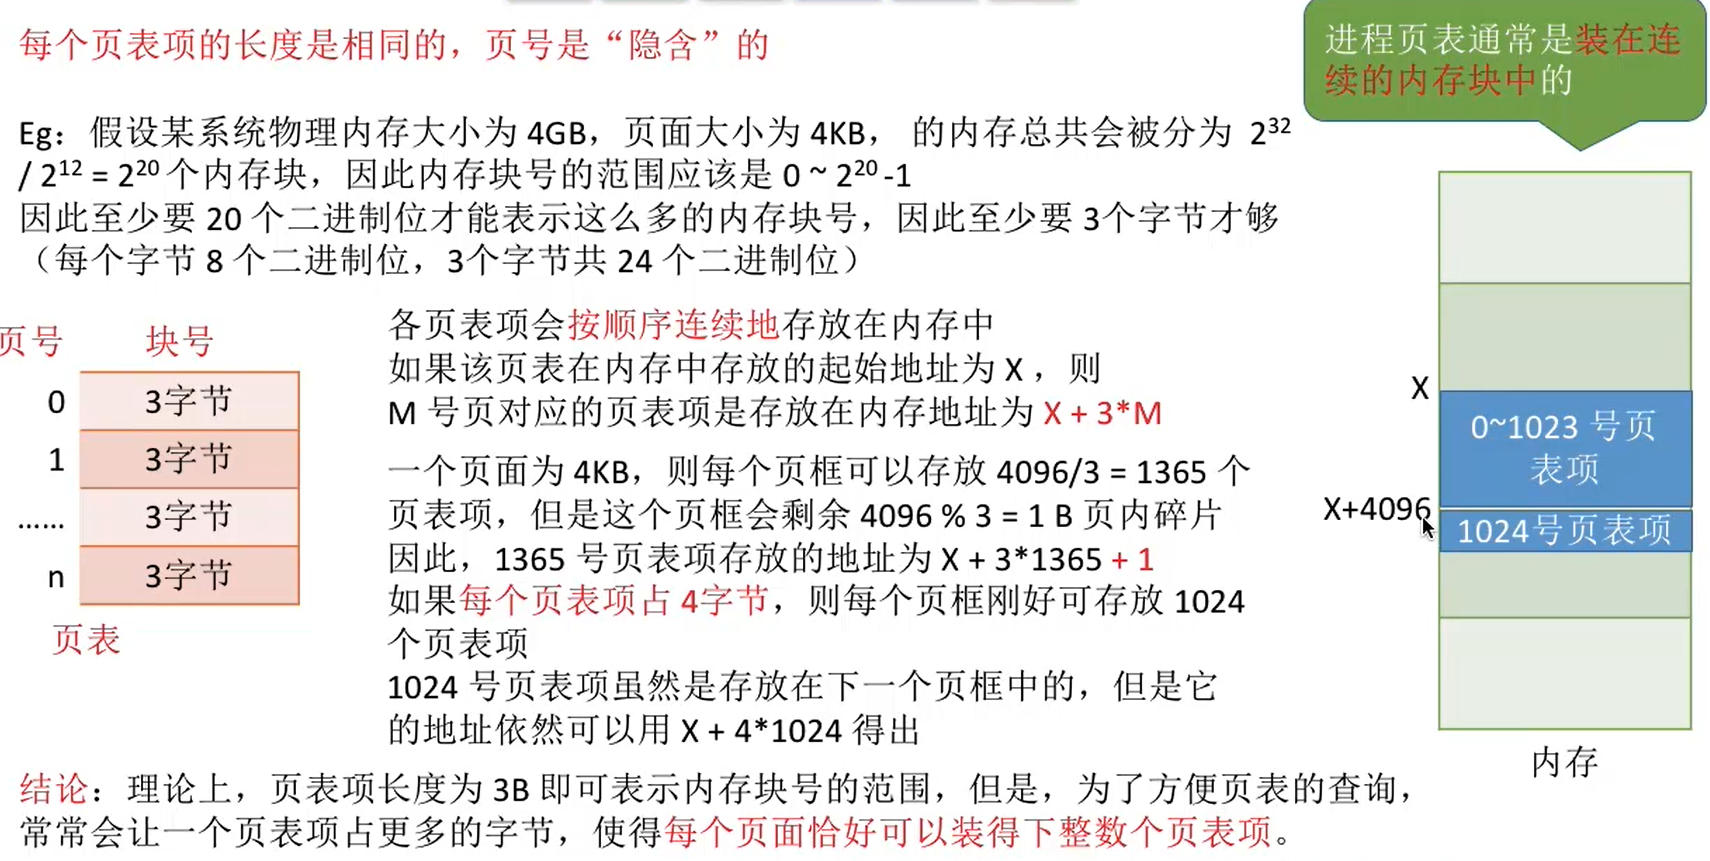 每个页表项的长度是相同的，页号是“隐含”的
进程页表通常是装在连
续的内存块中的
Eg：假设某系统物理内存大小为 4GB，页面大小为 4KB， 的内存总共会被分为 2³²
/ 2¹² = 2²⁰ 个内存块，因此内存块号的范围应该是 0 ~ 2²⁰ -1
因此至少要 20 个二进制位才能表示这么多的内存块号，因此至少要 3个字节才够
（每个字节 8 个二进制位，3个字节共 24 个二进制位）
页号 块号
0 3字节
1 3字节
…… 3字节
n 3字节
页表
各页表项会按顺序连续地存放在内存中
如果该页表在内存中存放的起始地址为 X ，则
M 号页对应的页表项是存放在内存地址为 X + 3*M
一个页面为 4KB，则每个页框可以存放 4096/3 = 1365 个
页表项，但是这个页框会剩余 4096 % 3 = 1 B 页内碎片
因此，1365 号页表项存放的地址为 X + 3*1365 + 1
如果每个页表项占 4字节，则每个页框刚好可存放 1024
个页表项
1024 号页表项虽然是存放在下一个页框中的，但是它
的地址依然可以用 X + 4*1024 得出
X
0~1023 号页
表项
X+4096
1024号页表项
内存
结论：理论上，页表项长度为 3B 即可表示内存块号的范围，但是，为了方便页表的查询，
常常会让一个页表项占更多的字节，使得每个页面恰好可以装得下整数个页表项。